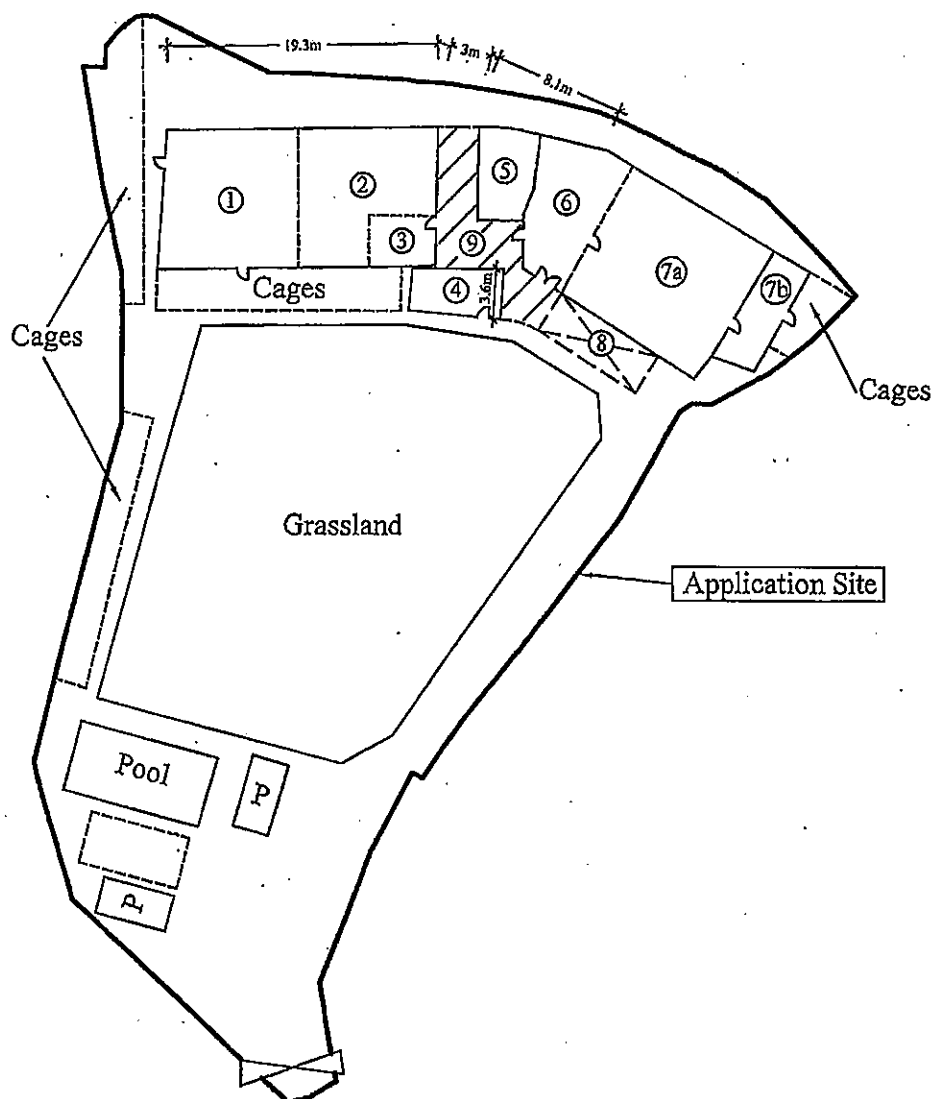 19.3m
3m
8.1m
①
②
③
④
⑤
⑥
⑦a
⑦b
⑧
⑨
3.6m
Cages
Cages
Cages
Grassland
Application Site
Pool
P
P